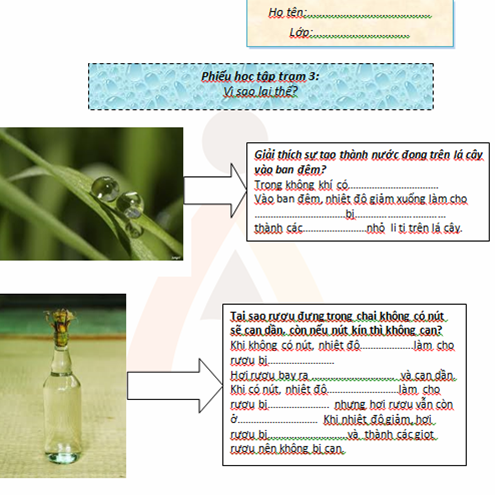 Họ tên:...............................................
Lớp:....................................
Phiếu học tập trạm 3:
Vì sao lại thế?
Giải thích sự tạo thành nước đọng trên lá cây
vào ban đêm?
Trong không khí có..................................
Vào ban đêm, nhiệt độ giảm xuống làm cho
..................................bị...................................
thành các........................nhỏ li ti trên lá cây.
Tại sao rượu đựng trong chai không có nút
sẽ cạn dần, còn nếu nút kín thì không cạn?
Khi không có nút, nhiệt độ....................làm cho
rượu bị.........................
Hơi rượu bay ra ................................. và cạn dần.
Khi có nút, nhiệt độ...........................làm cho
rượu bị....................... nhưng hơi rượu vẫn còn
ở.............................. Khi nhiệt độ giảm, hơi
rượu bị..............................và thành các giọt
rượu nên không bị cạn.